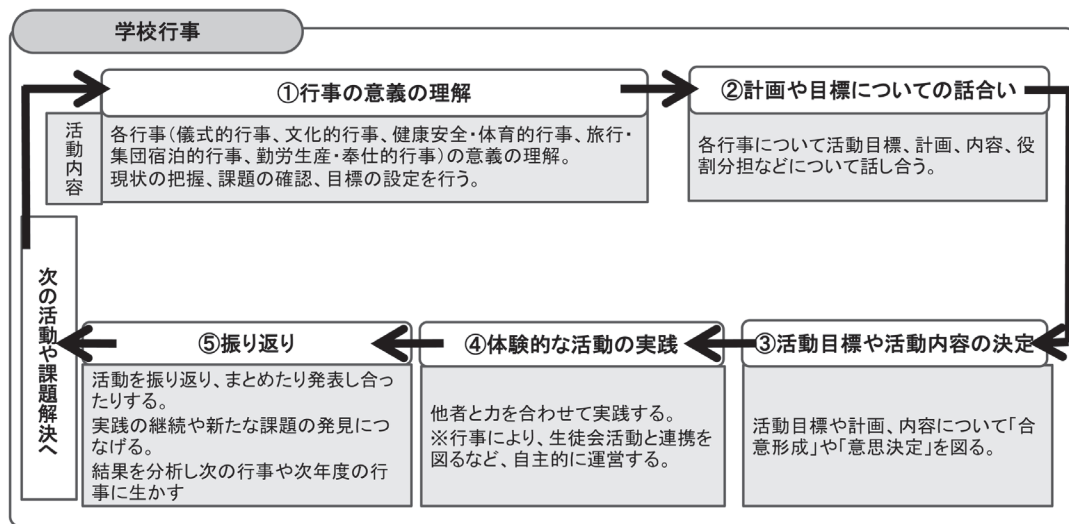 学校行事
①行事の意義の理解
活動内容
各行事(儀式的行事、文化的行事、健康安全・体育的行事、旅行・
集団宿泊的行事、勤労生産・奉仕的行事)の意義の理解。
現状の把握、課題の確認、目標の設定を行う。
②計画や目標についての話合い
各行事について活動目標、計画、内容、役
割分担などについて話し合う。
③活動目標や活動内容の決定
活動目標や計画、内容について「合
意形成」や「意思決定」を図る。
④体験的な活動の実践
他者と力を合わせて実践する。
※行事により、生徒会活動と連携を
図るなど、自主的に運営する。
⑤振り返り
活動を振り返り、まとめたり発表し合っ
たりする。
実践の継続や新たな課題の発見につ
なげる。
結果を分析し次の行事や次年度の行
事に生かす
次の活動や課題解決へ